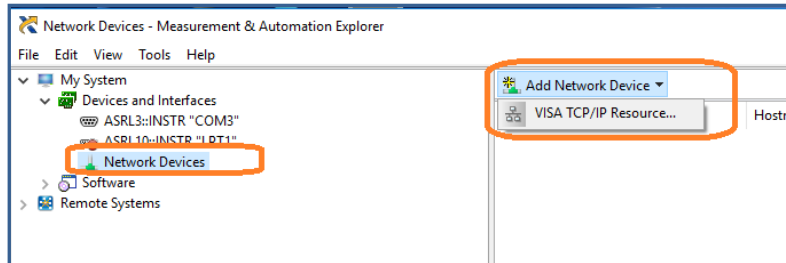 Network Devices - Measurement & Automation Explorer
File Edit View Tools Help
My System
Devices and Interfaces
ASRL3::INSTR "COM3"
ASRL10::INSTR "LPT1"
Network Devices
Software
Remote Systems
Add Network Device
VISA TCP/IP Resource...
Hostn